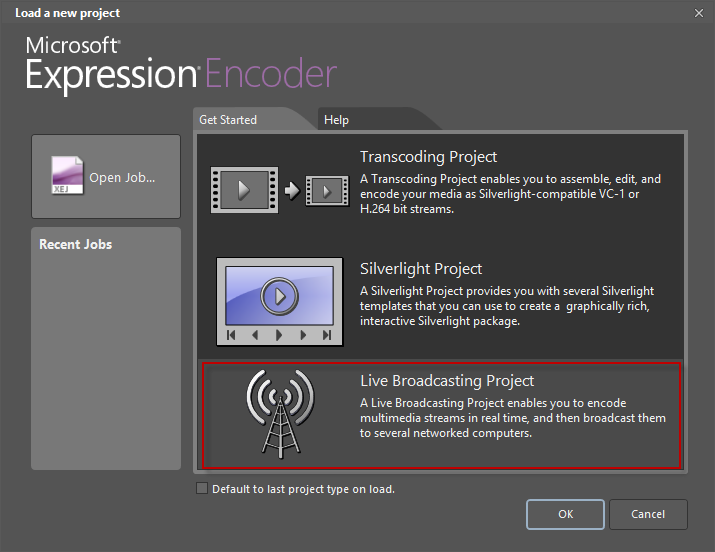 Load a new project
Microsoft®
Expression® Encoder
Get Started
Help
XEJ
Open Job...
Recent Jobs
Transcoding Project
A Transcoding Project enables you to assemble, edit, and
encode your media as Silverlight-compatible VC-1 or
H.264 bit streams.
Silverlight Project
A Silverlight Project provides you with several Silverlight
templates that you can use to create a graphically rich,
interactive Silverlight package.
Live Broadcasting Project
A Live Broadcasting Project enables you to encode
multimedia streams in real time, and then broadcast them
to several networked computers.
Default to last project type on load.
OK
Cancel